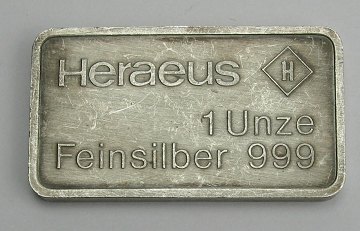 Heraeus H
1 Unze
Feinsilber 999